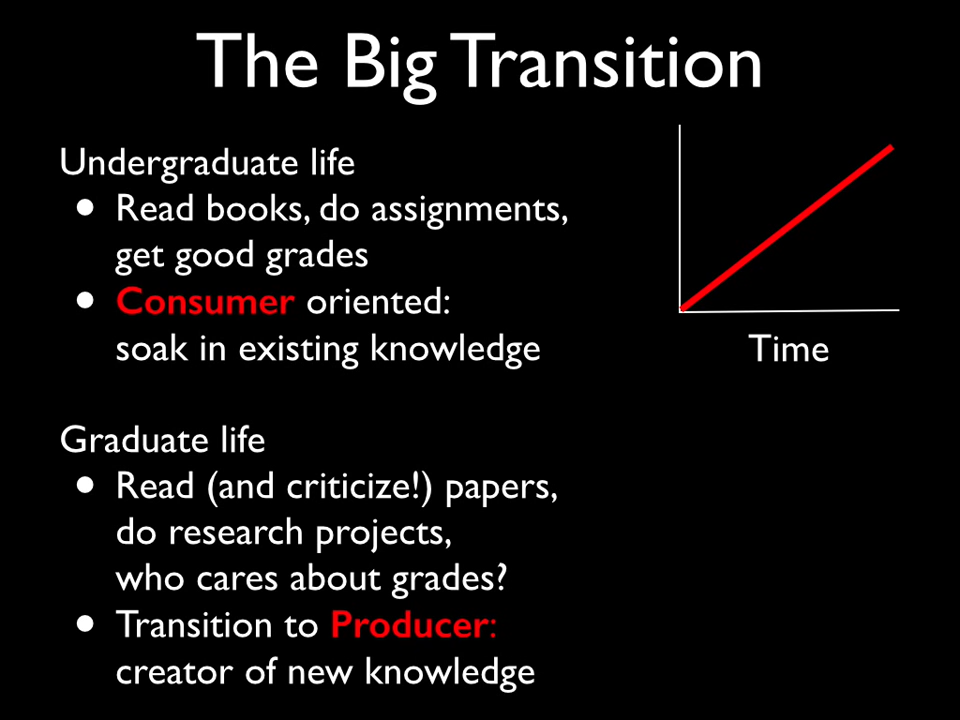 The Big Transition
Undergraduate life
• Read books, do assignments,
get good grades
• Consumer oriented:
soak in existing knowledge
Time
Graduate life
• Read (and criticize!) papers,
do research projects,
who cares about grades?
• Transition to Producer:
creator of new knowledge